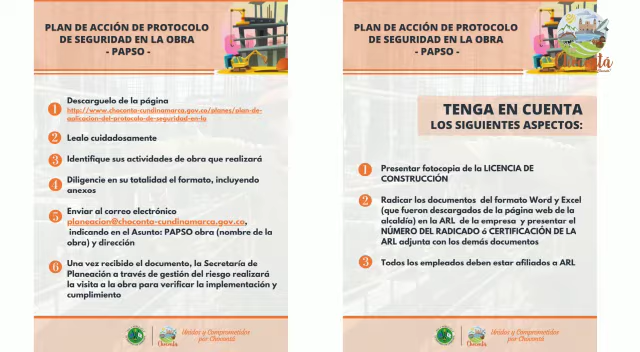 PLAN DE ACCIÓN DE PROTOCOLO
DE SEGURIDAD EN LA OBRA
- PAPSO -
1 Descarguelo de la página
http://www.choconta-cundinamarca.gov.co/planes/plan-de-
aplicacion-del-protocolo-de-seguridad-en-la
2 Lealo cuidadosamente
3 Identifique sus actividades de obra que realizará
4 Diligencie en su totalidad el formato, incluyendo
anexos
5 Enviar al correo electrónico
planeacion@choconta-cundinamarca.gov.co,
indicando en el Asunto: PAPSO obra (nombre de la
obra) y dirección
6 Una vez recibido el documento, la Secretaría de
Planeación a través de gestión del riesgo realizará
la visita a la obra para verificar la implementación y
cumplimiento
Chocontá
Unidos y Comprometidos
por Chocontá
PLAN DE ACCIÓN DE PROTOCOLO
DE SEGURIDAD EN LA OBRA
- PAPSO -
Chocontá
TENGA EN CUENTA
LOS SIGUIENTES ASPECTOS:
1 Presentar fotocopia de la LICENCIA DE
CONSTRUCCIÓN
2 Radicar los documentos del formato Word y Excel
(que fueron descargados de la página web de la
alcaldía) en la ARL de la empresa y presentar el
NÚMERO DEL RADICADO ó CERTIFICACIÓN DE LA
ARL adjunta con los demás documentos
3 Todos los empleados deben estar afiliados a ARL
Chocontá
Unidos y Comprometidos
por Chocontá